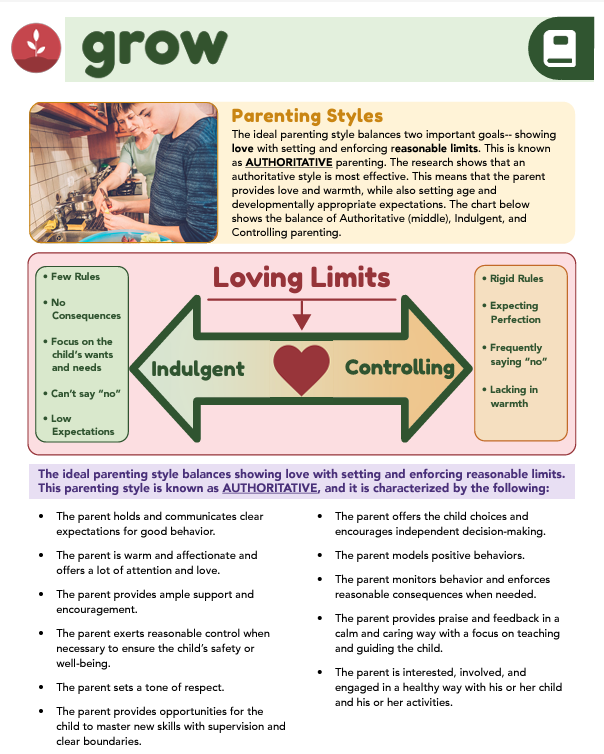 grow
Parenting Styles
The ideal parenting style balances two important goals-- showing
love with setting and enforcing reasonable limits. This is known
as AUTHORITATIVE parenting. The research shows that an
authoritative style is most effective. This means that the parent
provides love and warmth, while also setting age and
developmentally appropriate expectations. The chart below
shows the balance of Authoritative (middle), Indulgent, and
Controlling parenting.
• Few Rules
• No
Consequences
• Focus on the
child's wants
and needs
• Can't say "no"
• Low
Expectations
Loving Limits
Indulgent
Controlling
• Rigid Rules
• Expecting
Perfection
• Frequently
saying "no"
• Lacking in
warmth
The ideal parenting style balances showing love with setting and enforcing reasonable limits.
This parenting style is known as AUTHORITATIVE, and it is characterized by the following:
• The parent holds and communicates clear
expectations for good behavior.
• The parent is warm and affectionate and
offers a lot of attention and love.
• The parent provides ample support and
encouragement.
• The parent exerts reasonable control when
necessary to ensure the child's safety or
well-being.
• The parent sets a tone of respect.
• The parent provides opportunities for the
child to master new skills with supervision and
clear boundaries.
• The parent offers the child choices and
encourages independent decision-making.
• The parent models positive behaviors.
• The parent monitors behavior and enforces
reasonable consequences when needed.
• The parent provides praise and feedback in a
calm and caring way with a focus on teaching
and guiding the child.
• The parent is interested, involved, and
engaged in a healthy way with his or her child
and his or her activities.